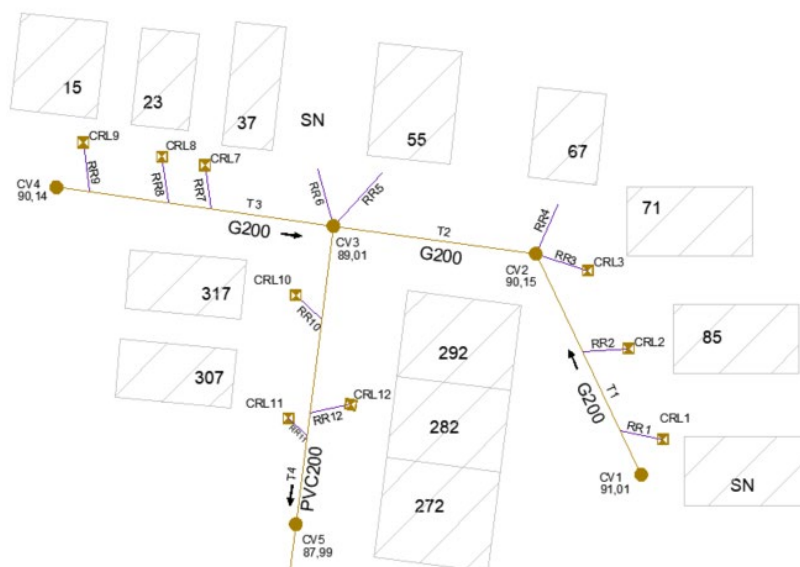 15
23
37
SN
55
67
71
CRL9
CRL8
CRL7
RR9
RR8
RR7
RR6
RR5
RR4
CV4
90,14
T3
G200
CV3
89,01
T2
G200
RR3
CRL3
CV2
90,15
317
CRL10
RR10
292
RR2
CRL2
85
307
T1
G200
CRL11
CRL12
RR12
RR11
282
RR1
CRL1
T4
PVC200
272
CV1
91,01
SN
CV5
87,99